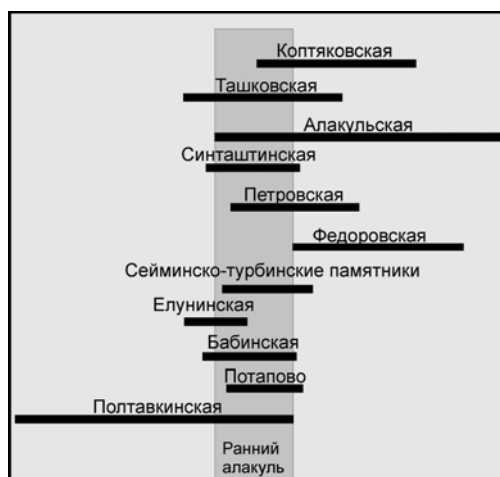 Коптяковская
Ташковская
Алакульская
Синташтинская
Петровская
Федоровская
Сейминско-турбинские памятники
Елунинская
Бабинская
Потапово
Полтавкинская
Ранний
алакуль